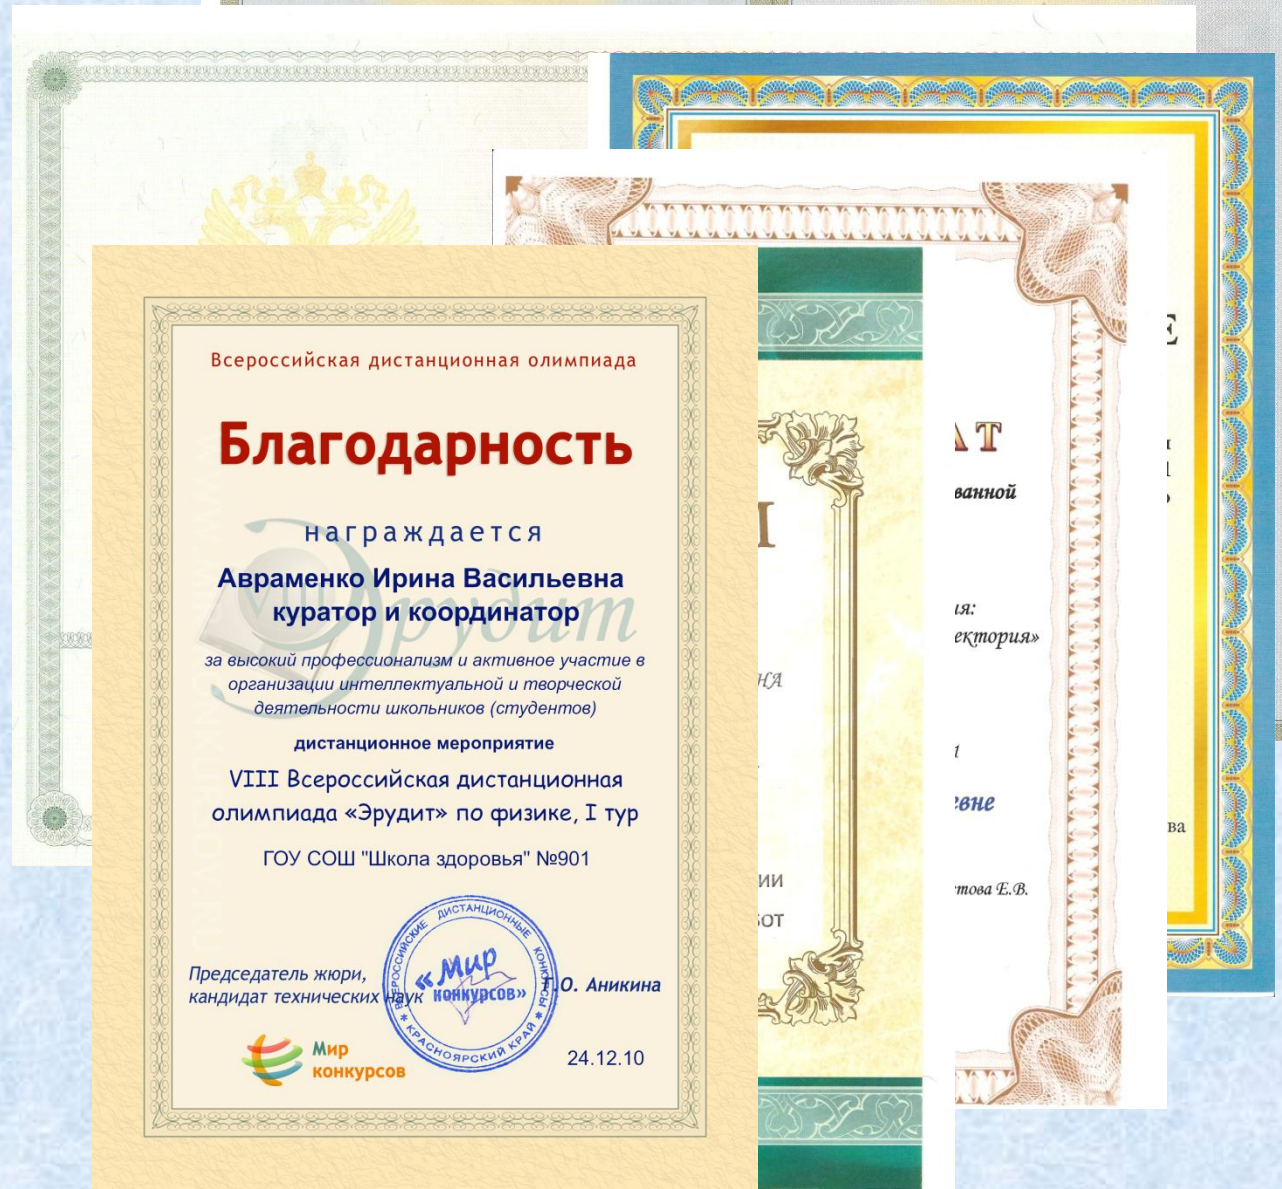 Всероссийская дистанционная олимпиада
Благодарность
награждается
Авраменко Ирина Васильевна
куратор и координатор
VIII Эрудит
за высокий профессионализм и активное участие в
организации интеллектуальной и творческой
деятельности школьников (студентов)
дистанционное мероприятие
VIII Всероссийская дистанционная
олимпиада «Эрудит» по физике, I тур
ГОУ СОШ "Школа здоровья" №901
Председатель жюри,
кандидат технических наук
Т.О. Аникина
ВСЕРОССИЙСКИЕ ДИСТАНЦИОННЫЕ КОНКУРСЫ
КРАСНОЯРСКИЙ КРАЙ
«Мир
конкурсов»
Мир
конкурсов
24.12.10
НА
ИИ
ОТ
АТ
ванной
ия:
ектория»
евне
това Е.В.
Е
ва